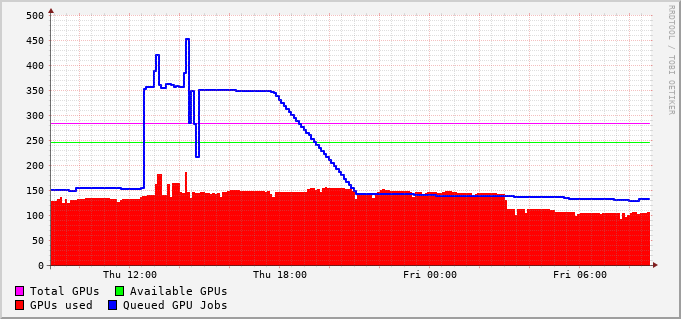 500
450
400
350
300
250
200
150
100
50
0
Thu 12:00 Thu 18:00 Fri 00:00 Fri 06:00
Total GPUs Available GPUs
GPUs used Queued GPU Jobs
RRDTOOL / TOBI OETIKER